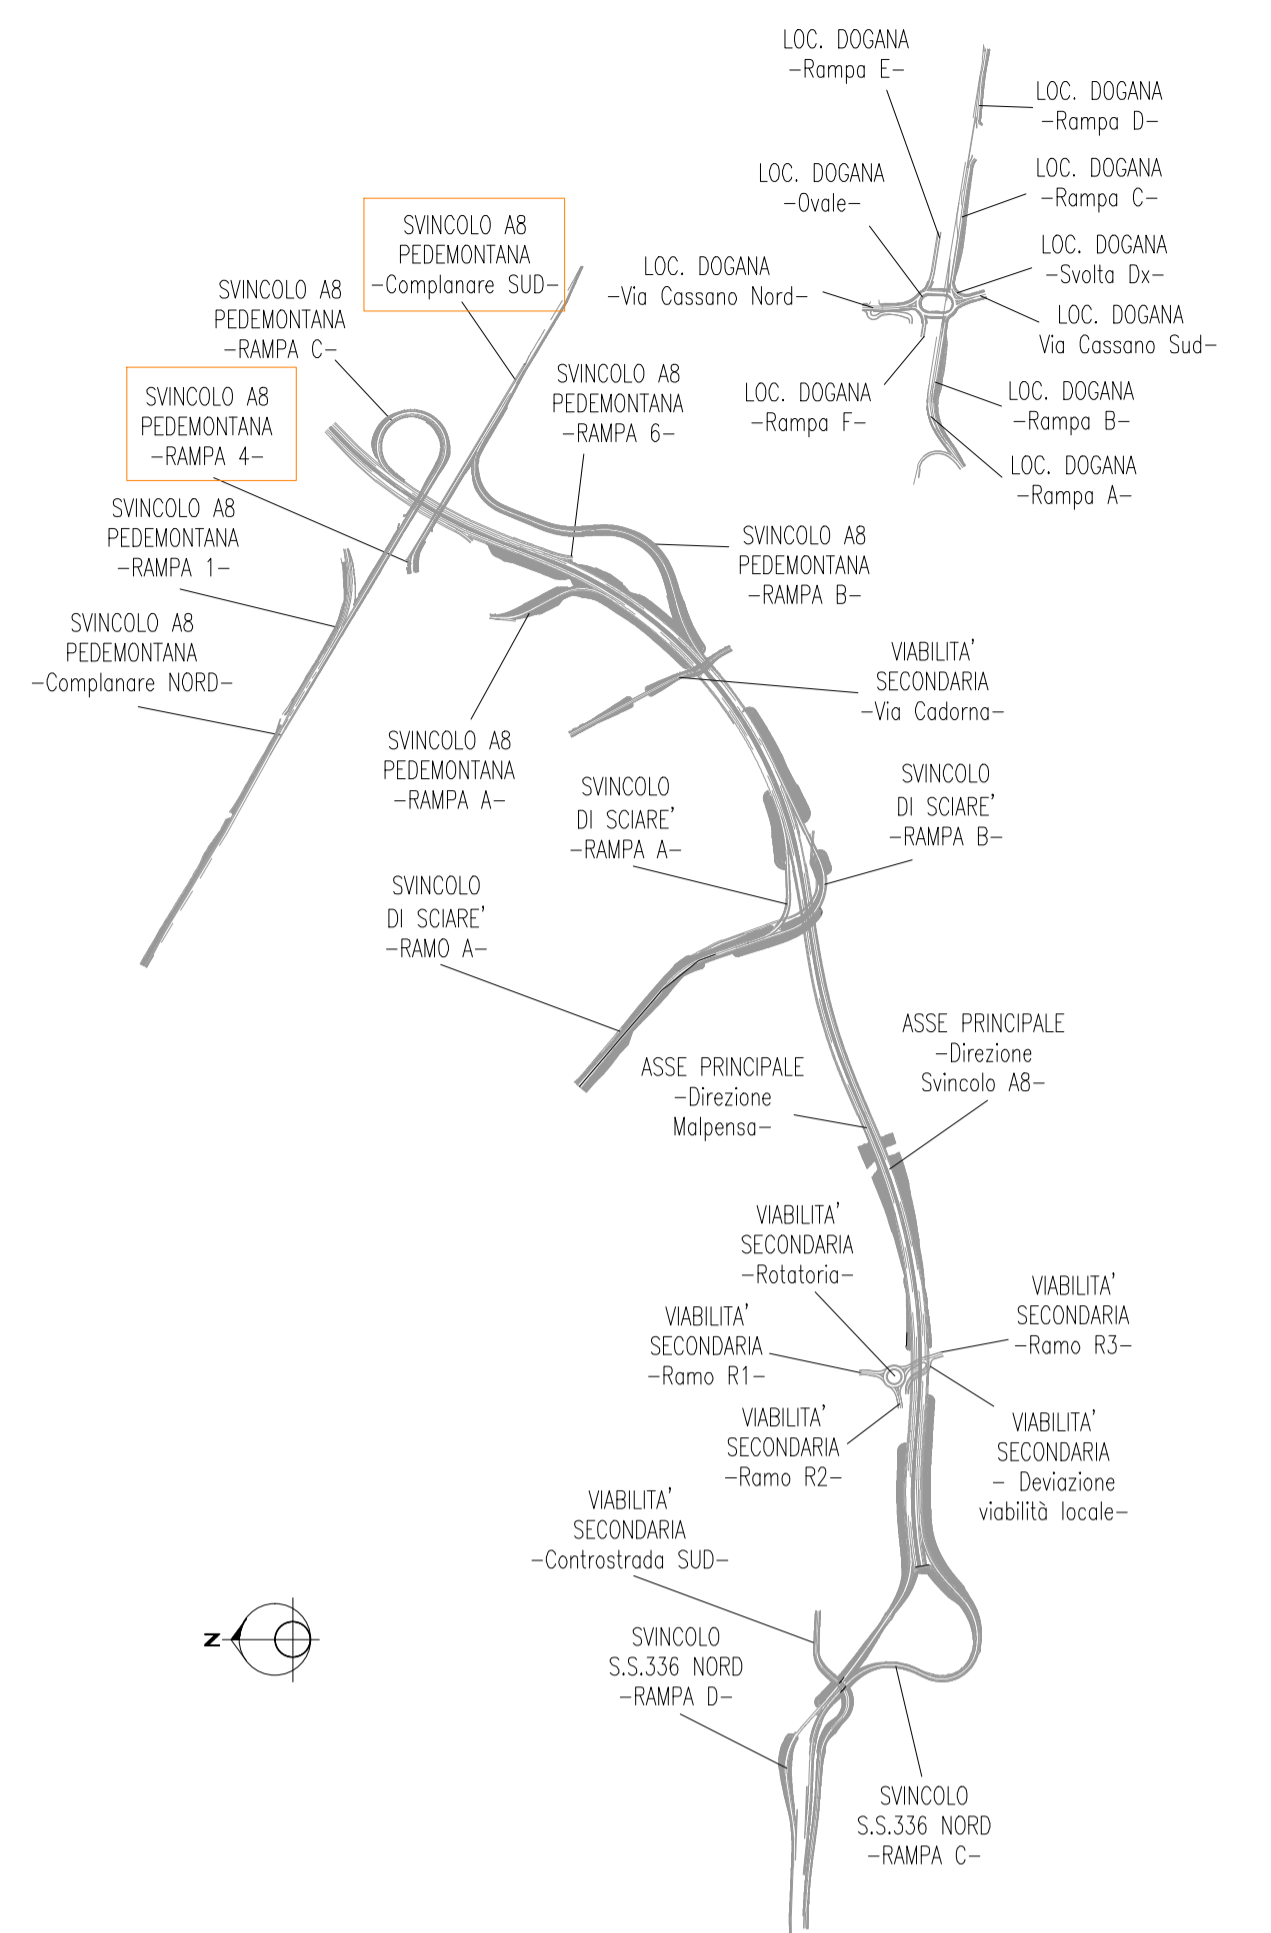 LOC. DOGANA
-Rampa E-
LOC. DOGANA
-Rampa D-
LOC. DOGANA
-Ovale-
LOC. DOGANA
-Rampa C-
SVINCOLO A8
PEDEMONTANA
-Complanare SUD-
LOC. DOGANA
-Via Cassano Nord-
LOC. DOGANA
-Svolta Dx-
LOC. DOGANA
Via Cassano Sud-
SVINCOLO A8
PEDEMONTANA
-RAMPA C-
SVINCOLO A8
PEDEMONTANA
-RAMPA 6-
LOC. DOGANA
-Rampa F-
LOC. DOGANA
-Rampa B-
SVINCOLO A8
PEDEMONTANA
-RAMPA 4-
LOC. DOGANA
-Rampa A-
SVINCOLO A8
PEDEMONTANA
-RAMPA 1-
SVINCOLO A8
PEDEMONTANA
-RAMPA B-
SVINCOLO A8
PEDEMONTANA
-Complanare NORD-
VIABILITA'
SECONDARIA
-Via Cadorna-
SVINCOLO A8
PEDEMONTANA
-RAMPA A-
SVINCOLO
DI SCIARE'
-RAMPA A-
SVINCOLO
DI SCIARE'
-RAMPA B-
SVINCOLO
DI SCIARE'
-RAMO A-
ASSE PRINCIPALE
-Direzione
Svincolo A8-
ASSE PRINCIPALE
-Direzione
Malpensa-
VIABILITA'
SECONDARIA
-Rotatoria-
VIABILITA'
SECONDARIA
-Ramo R3-
VIABILITA'
SECONDARIA
-Ramo R1-
VIABILITA'
SECONDARIA
-Ramo R2-
VIABILITA'
SECONDARIA
- Deviazione
viabilità locale-
VIABILITA'
SECONDARIA
-Controstrada SUD-
N
SVINCOLO
S.S.336 NORD
-RAMPA D-
SVINCOLO
S.S.336 NORD
-RAMPA C-